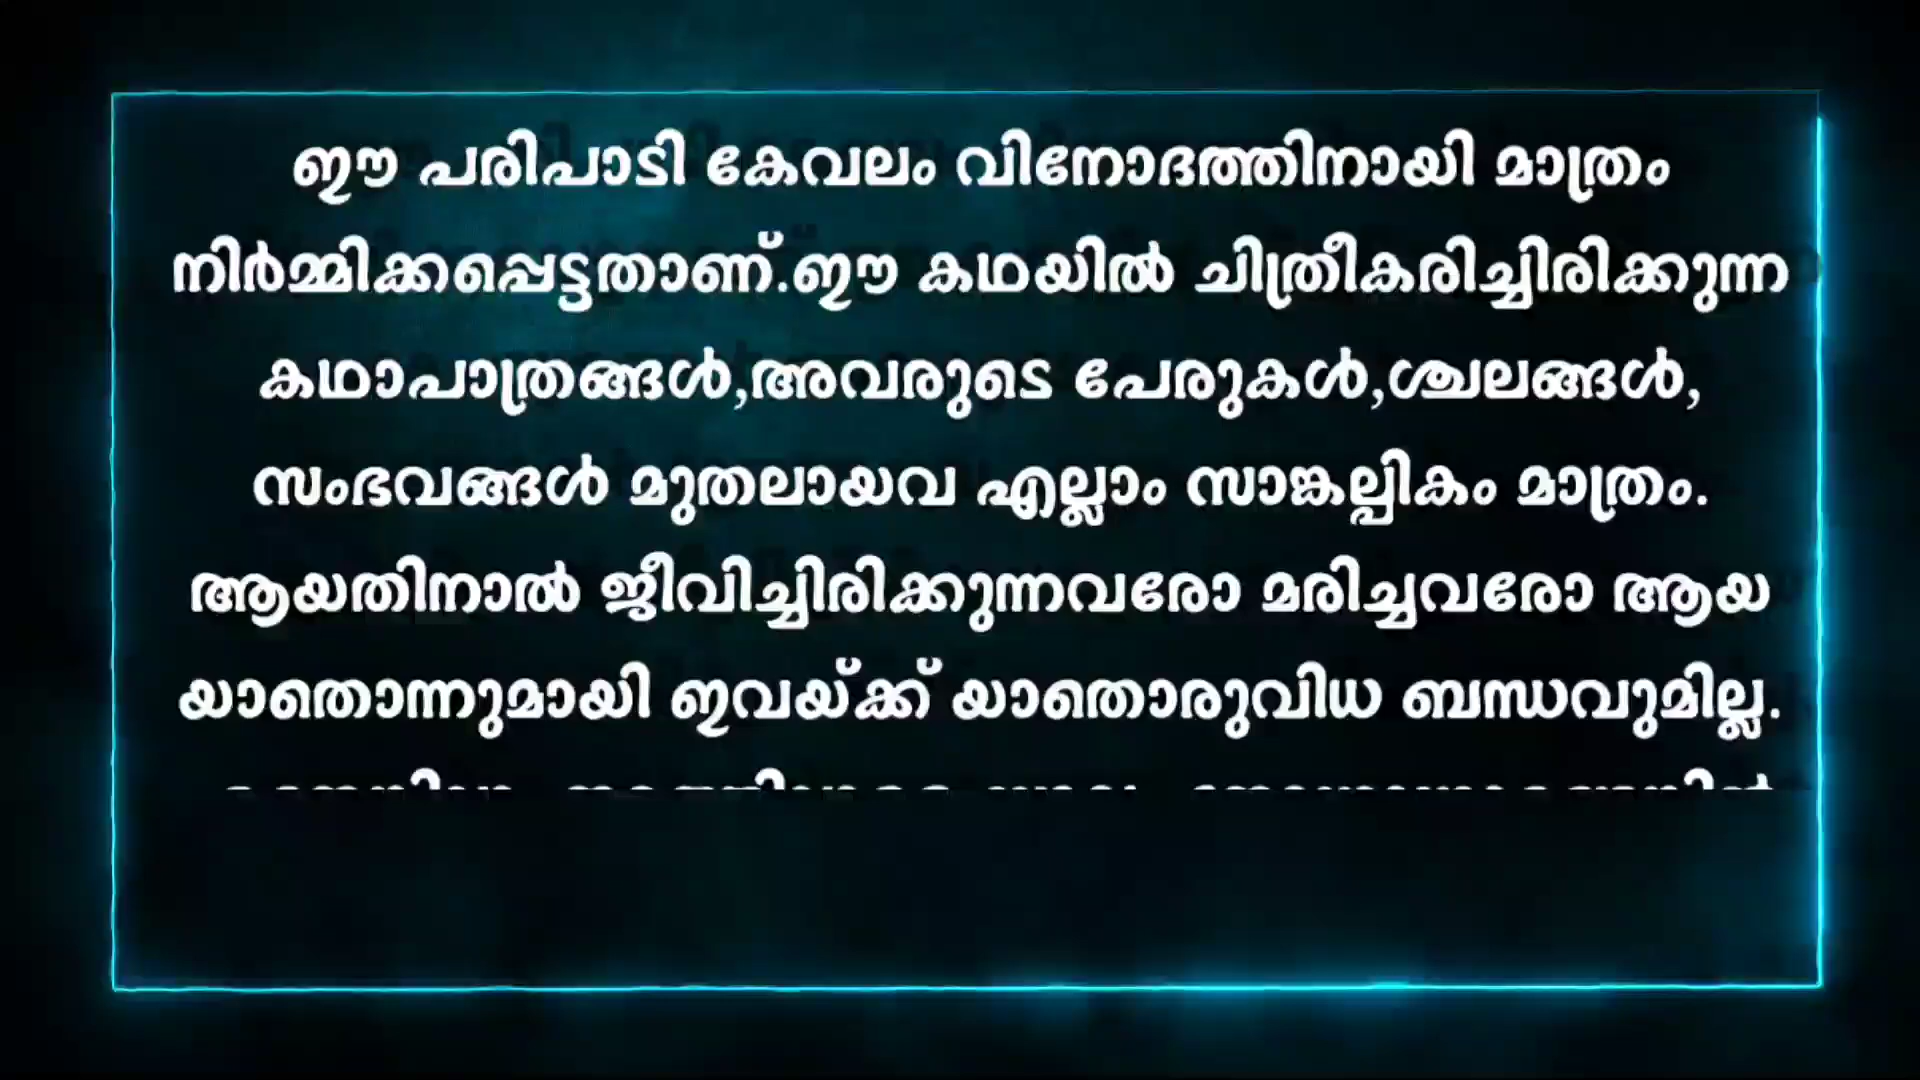 ഈ പരിപാടി കേവലം വിനോദത്തിനായി മാത്രം
നിർമ്മിക്കപ്പെട്ടതാണ്.ഈ കഥയിൽ ചിത്രീകരിച്ചിരിക്കുന്ന
കഥാപാത്രങ്ങൾ,അവരുടെ പേരുകൾ,ശ്ചലങ്ങൾ,
സംഭവങ്ങൾ മുതലായവ എല്ലാം സാങ്കല്പികം മാത്രം.
ആയതിനാൽ ജീവിച്ചിരിക്കുന്നവരോ മരിച്ചവരോ ആയ
യാതൊന്നുമായി ഇവയ്ക്ക് യാതൊരുവിധ ബന്ധവുമില്ല.